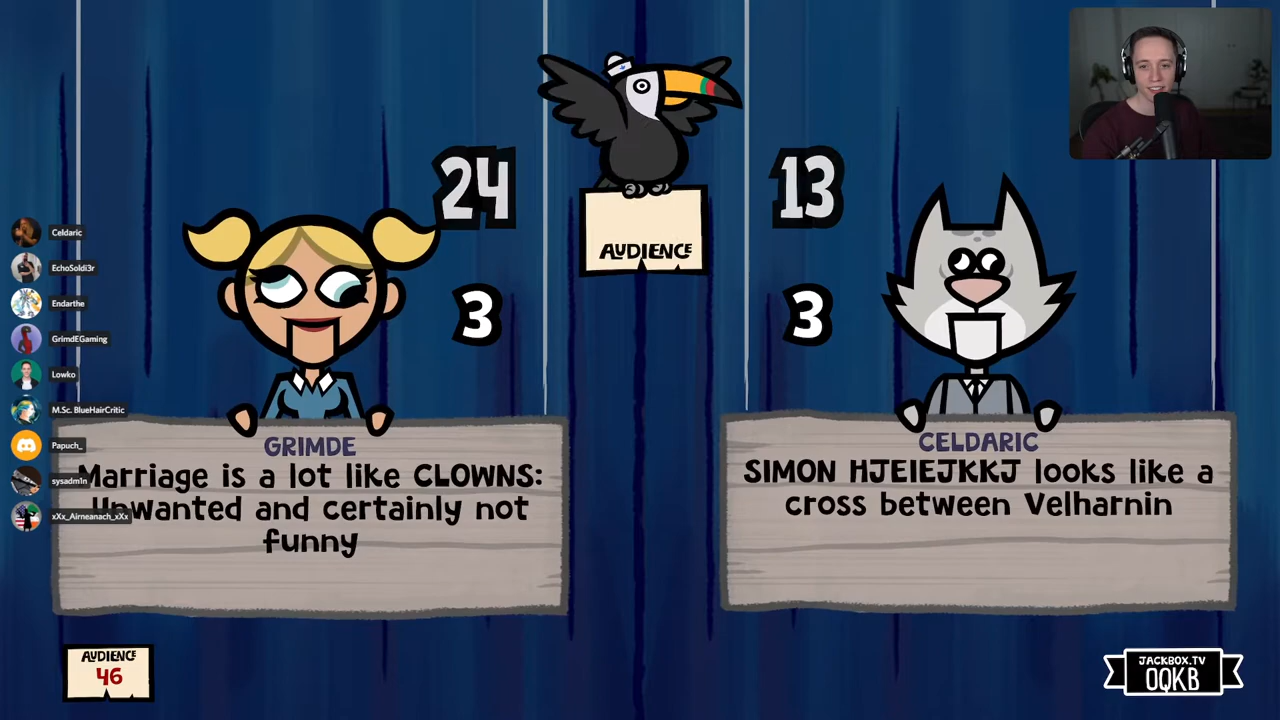 24
13
AUDIENCE
3
3
Celdaric
EchoSoldi3r
Endarthe
GrimdEGaming
Lowko
M.Sc. BlueHairCritic
Papuch_
sysadm1n
xXx_Airneanach_xXx
GRIMDE
Marriage is a lot like CLOWNS:
Unwanted and certainly not
funny
CELDARIC
SIMON HJEIEJKKJ looks like a
cross between Velharnin
AUDIENCE
46
JACKBOX.TV
OQKB